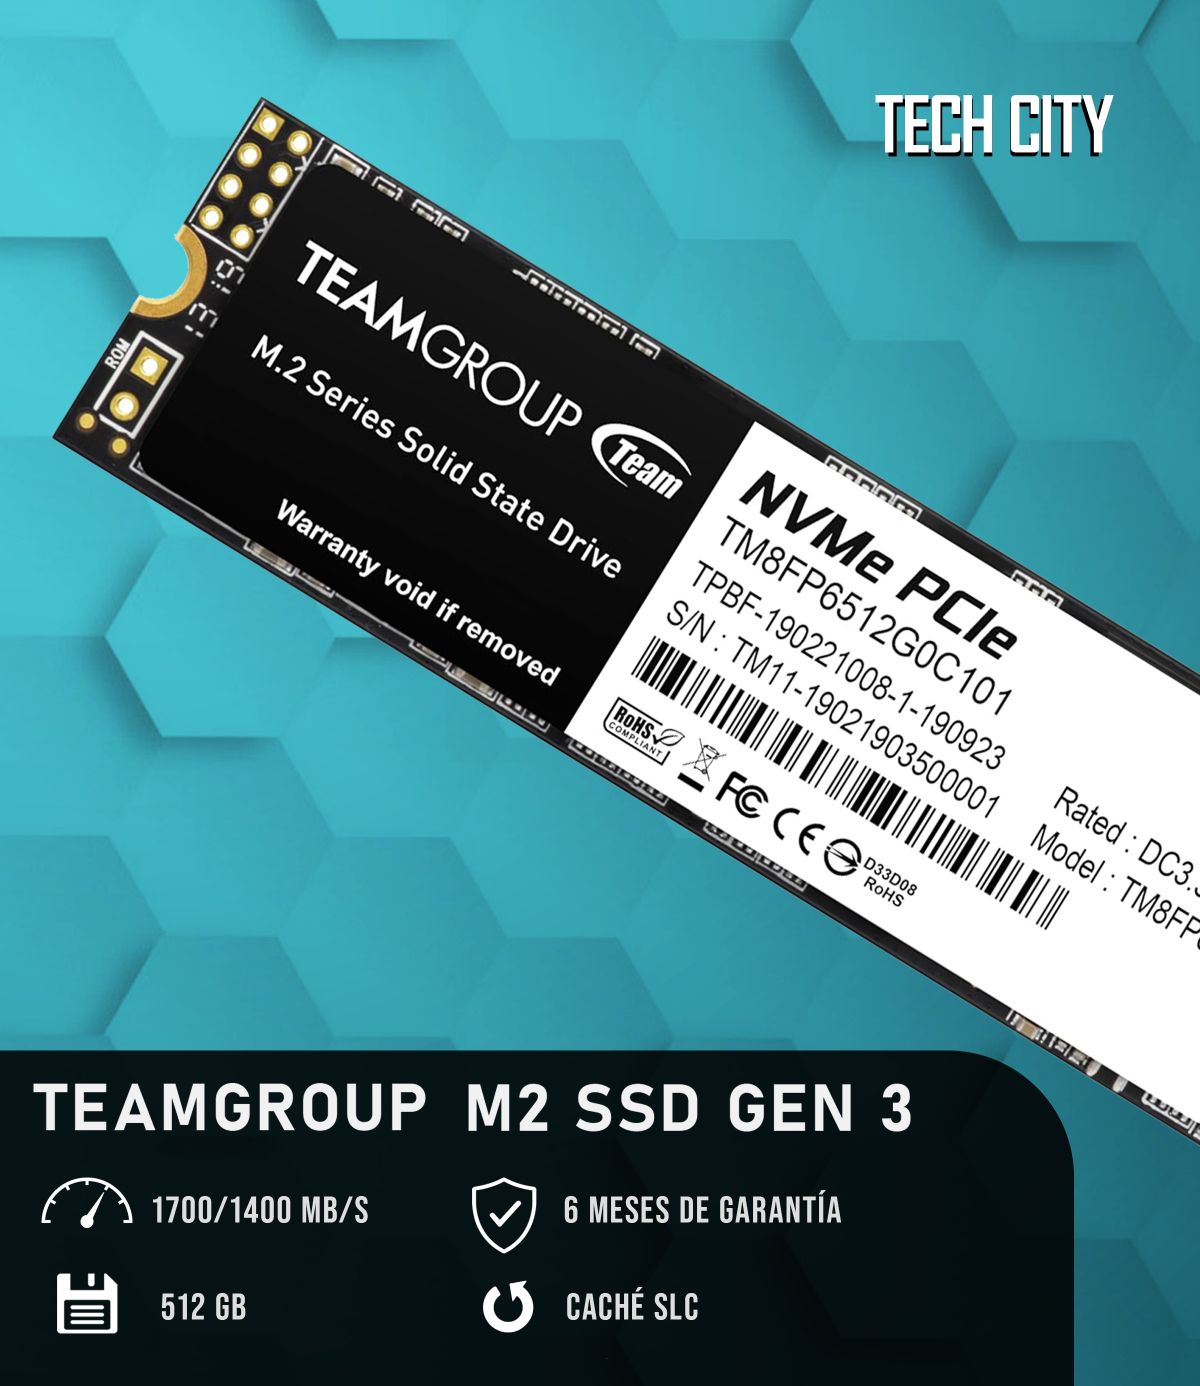 TECH CITY
ROM
TEAMGROUP
Team
M.2 Series Solid State Drive
Warranty void if removed
NVMe PCIe
TM8FP6512G0C101
TPBF-190221008-1-190923
S/N : TM11-1902190350001
RoHS
COMPLIANT
FC CE
D33D08
RoHS
Rated : DC3.
Model : TM8FP
TEAMGROUP M2 SSD GEN 3
1700/1400 MB/S
6 MESES DE GARANTÍA
512 GB
CACHÉ SLC